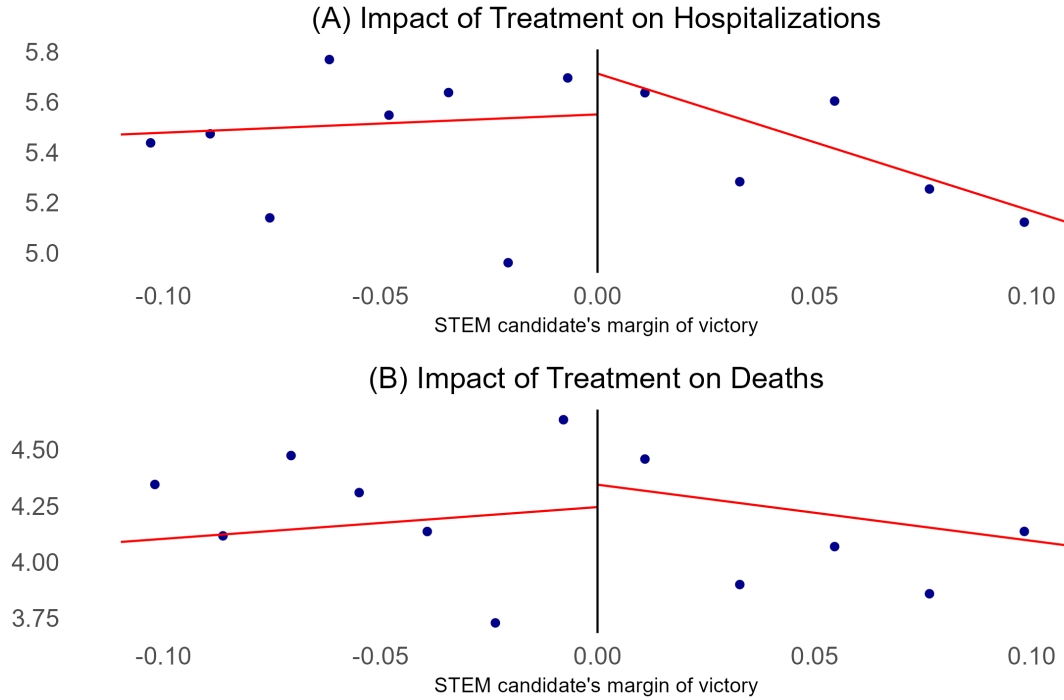 (A) Impact of Treatment on Hospitalizations
5.8
5.6
5.4
5.2
5.0
-0.10 -0.05 0.00 0.05 0.10
STEM candidate's margin of victory
(B) Impact of Treatment on Deaths
4.50
4.25
4.00
3.75
-0.10 -0.05 0.00 0.05 0.10
STEM candidate's margin of victory